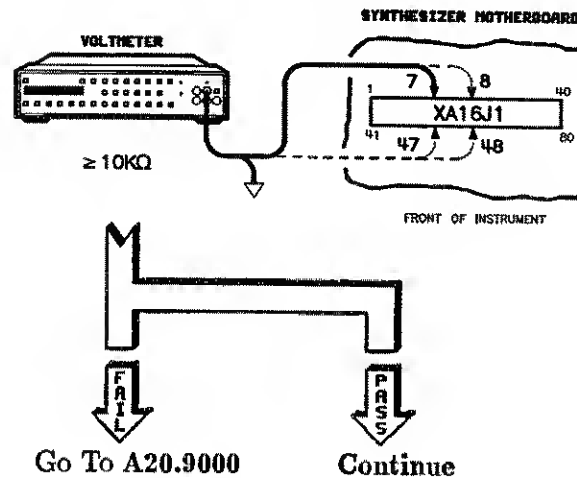 SYNTHESIZER MOTHERBOARD
VOLTMETER
7 8
1 40
XA16J1
41 47 48 80
≥ 10KΩ
FRONT OF INSTRUMENT
FAIL PASS
Go To A20.9000 Continue